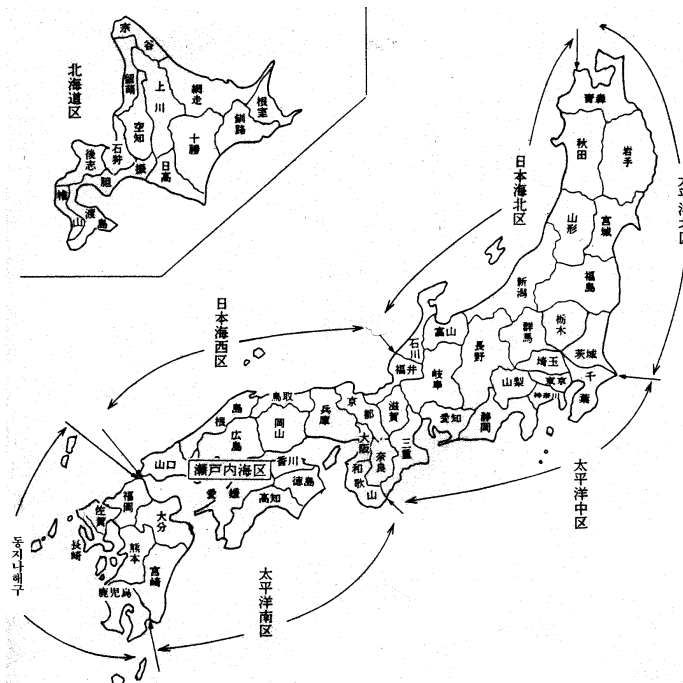 北海道区
宗谷
留萌
上川
網走
根室
釧路
空知
十勝
石狩
後志
胆振
日高
檜山
渡島
青森
秋田
岩手
山形
宮城
福島
新潟
日本海北区
太平洋北区
日本海西区
富山
石川
福井
長野
群馬
栃木
茨城
埼玉
千葉
東京
神奈川
山梨
岐阜
愛知
静岡
滋賀
三重
京都
兵庫
大阪
奈良
和歌山
鳥取
島根
岡山
広島
山口
瀬戸内海区
香川
徳島
愛媛
高知
福岡
佐賀
長崎
大分
熊本
宮崎
鹿児島
太平洋中区
太平洋南区
동지나해구